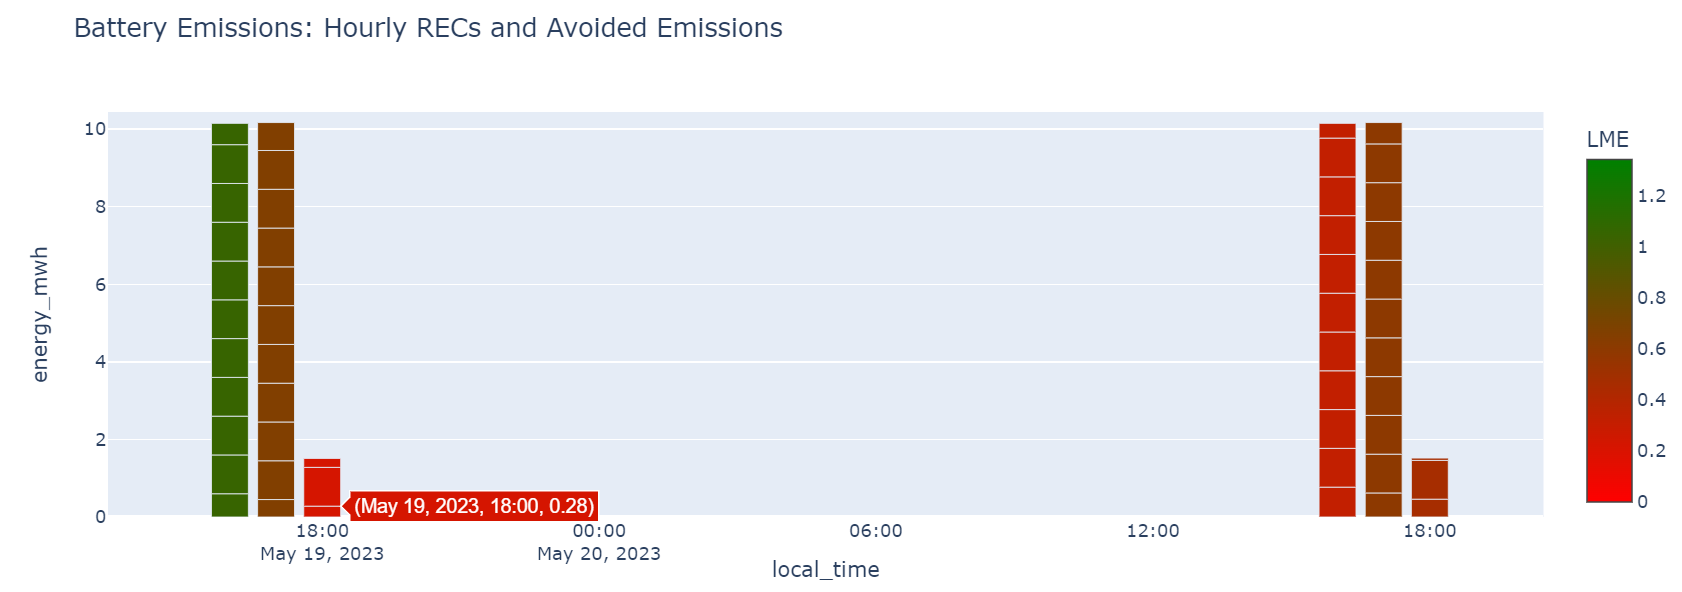 Battery Emissions: Hourly RECs and Avoided Emissions
energy_mwh
10
8
6
4
2
0
(May 19, 2023, 18:00, 0.28)
18:00
May 19, 2023
00:00
May 20, 2023
06:00
12:00
18:00
local_time
LME
1.2
1
0.8
0.6
0.4
0.2
0